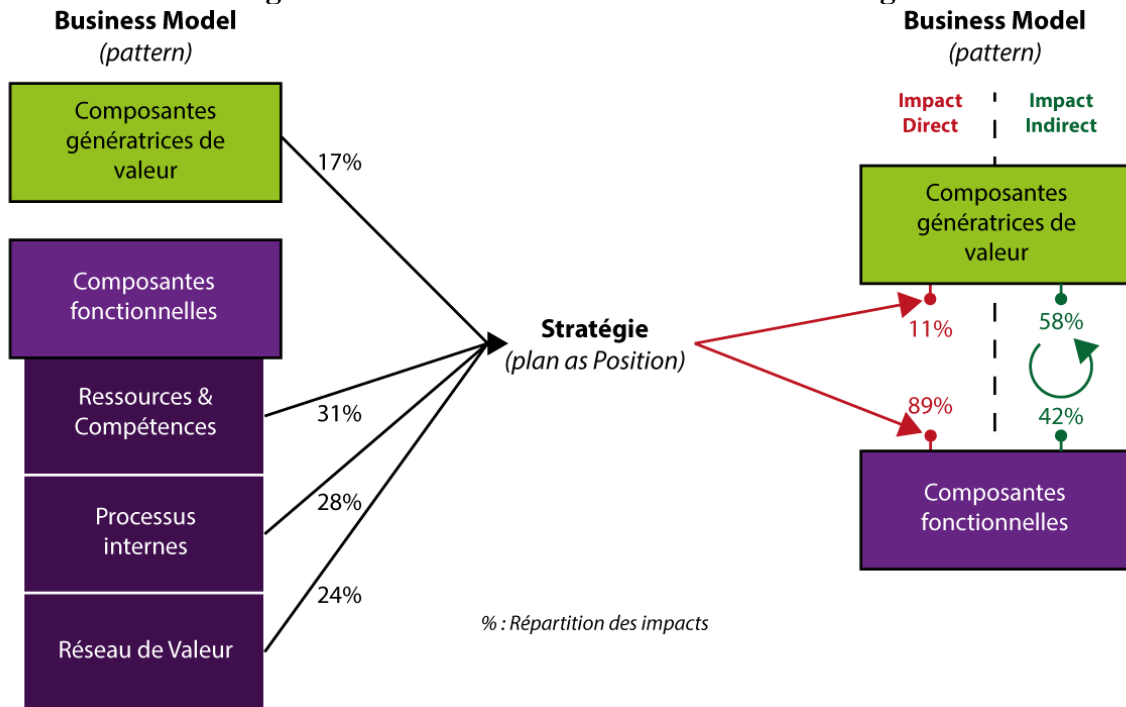 Business Model
(pattern)
Composantes
génératrices de
valeur
Composantes
fonctionnelles
Ressources &
Compétences
Processus
internes
Réseau de Valeur
17%
31%
28%
24%
Stratégie
(plan as Position)
% : Répartition des impacts
Business Model
(pattern)
Impact
Direct
Impact
Indirect
Composantes
génératrices de
valeur
11%
58%
89%
42%
Composantes
fonctionnelles